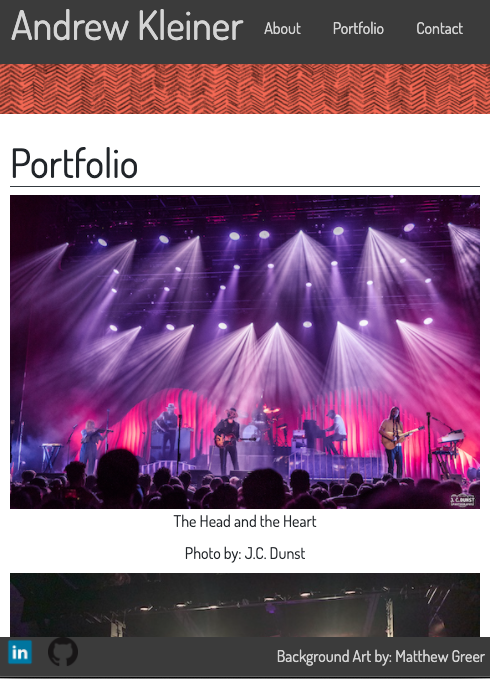 Andrew Kleiner About Portfolio Contact
Portfolio
J.C. DUNST
The Head and the Heart
Photo by: J.C. Dunst
in
Background Art by: Matthew Greer